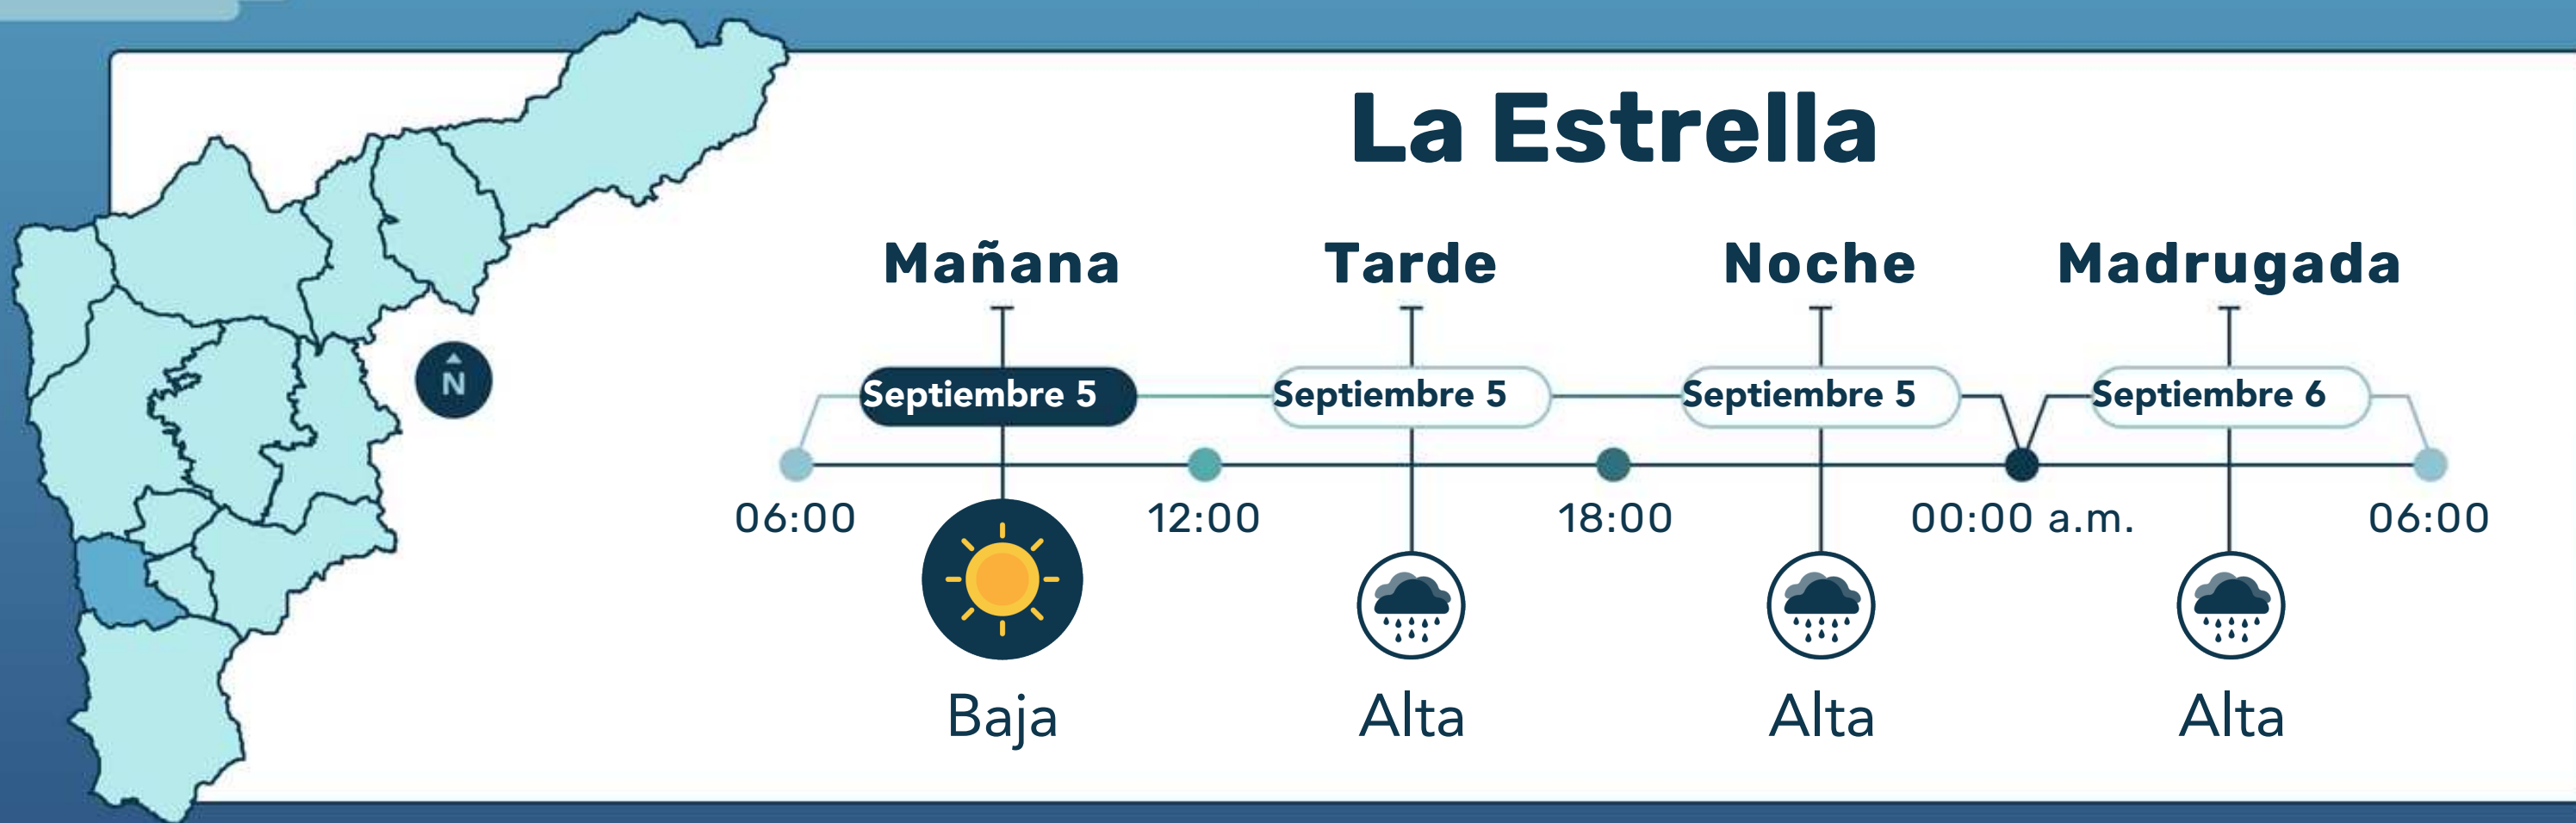 La Estrella
Mañana Tarde Noche Madrugada
N
Septiembre 5 Septiembre 5 Septiembre 5 Septiembre 6
06:00 12:00 18:00 00:00 a.m. 06:00
Baja Alta Alta Alta